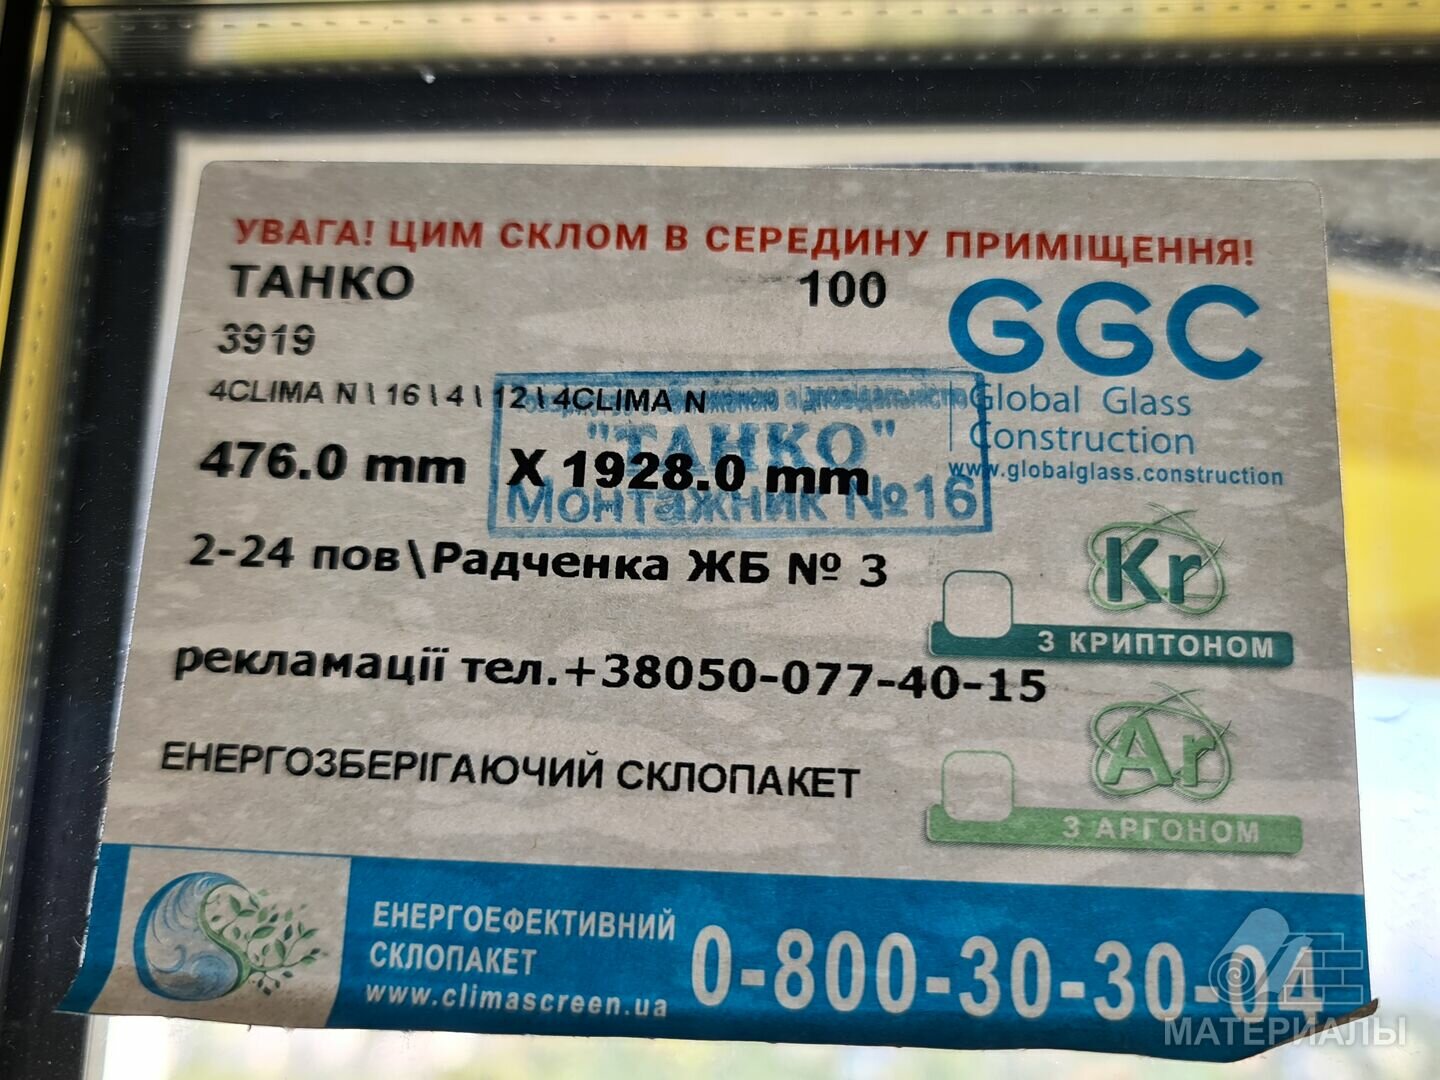 УВАГА! ЦИМ СКЛОМ В СЕРЕДИНУ ПРИМІЩЕННЯ!
ТАНКО 100
GGC
3919
4CLIMA N \ 16 \ 4 \ 12 \ 4CLIMA N
Global Glass
Construction
www.globalglass.construction
"ТАНКО"
476.0 mm X 1928.0 mm
Монтажник №16
2-24 пов\Радченка ЖБ № 3
Kr
З КРИПТОНОМ
рекламації тел.+38050-077-40-15
Ar
З АРГОНОМ
ЕНЕРГОЗБЕРІГАЮЧИЙ СКЛОПАКЕТ
ЕНЕРГОЕФЕКТИВНИЙ
СКЛОПАКЕТ
www.climascreen.ua
0-800-30-30-04
МАТЕРИАЛЫ